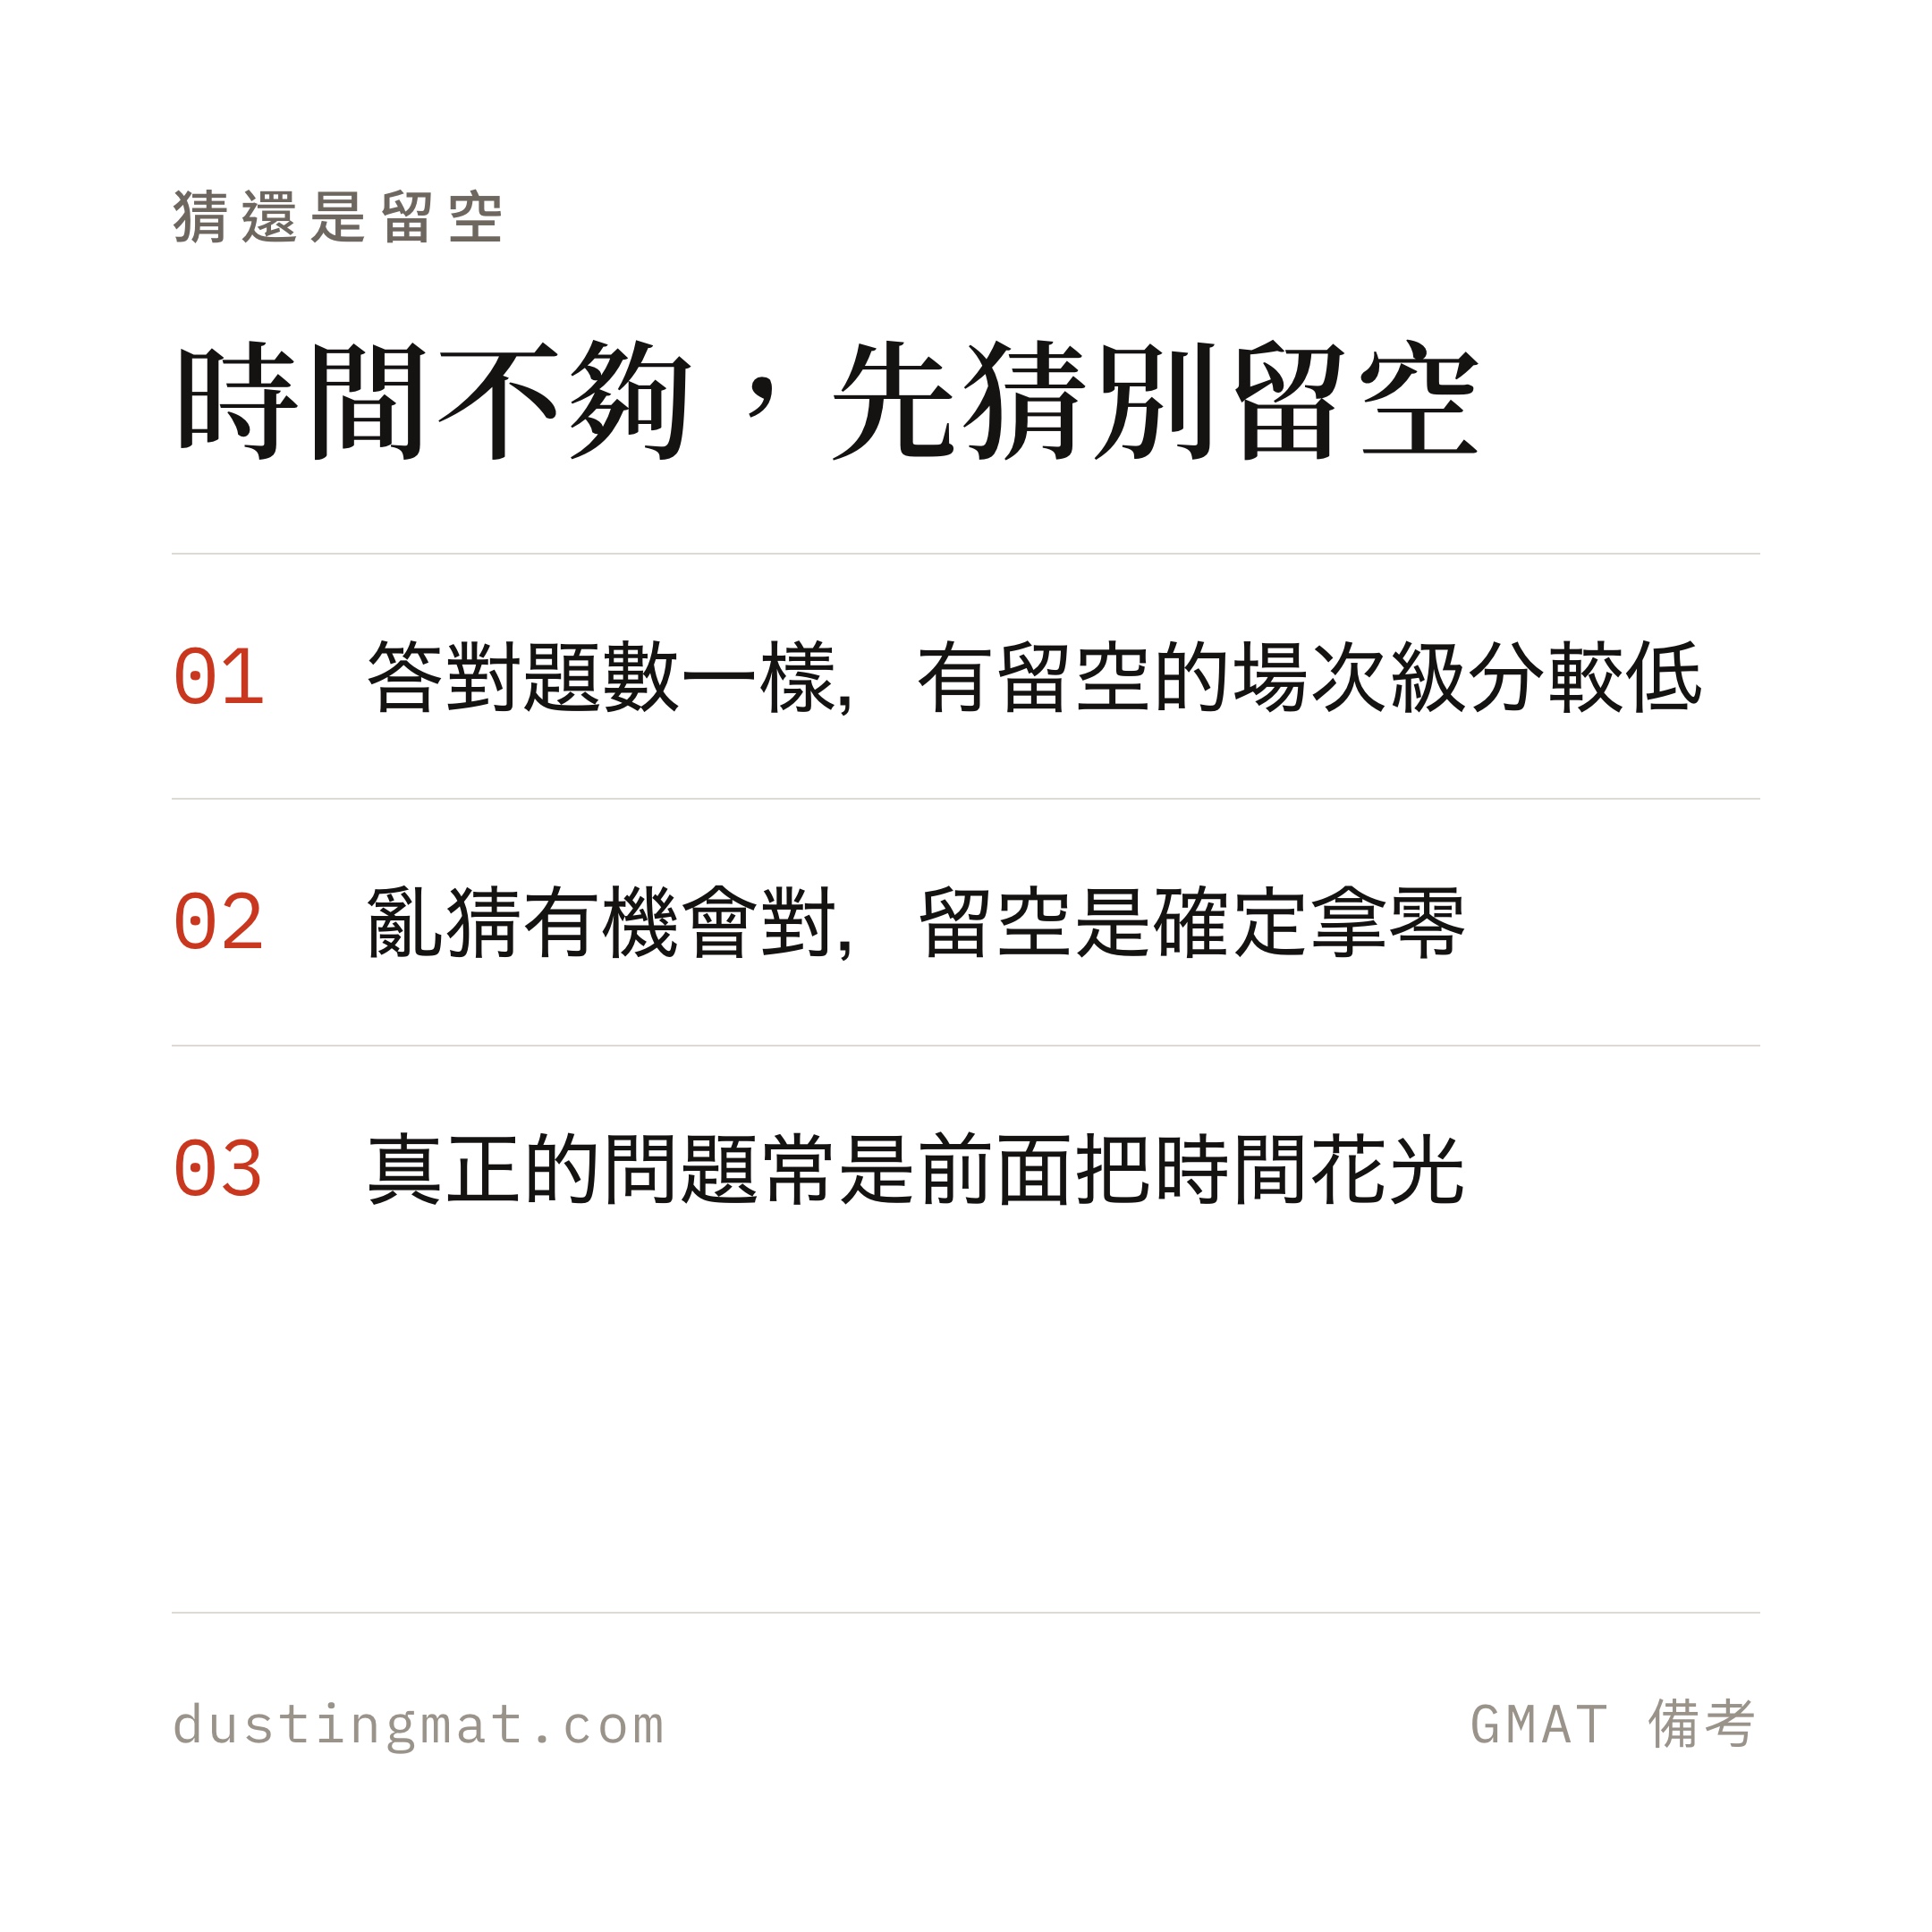 猜還是留空
時間不夠，先猜別留空
01 答對題數一樣，有留空的場次級分較低
02 亂猜有機會對，留空是確定拿零
03 真正的問題常是前面把時間花光
dustingmat.com
GMAT 備考